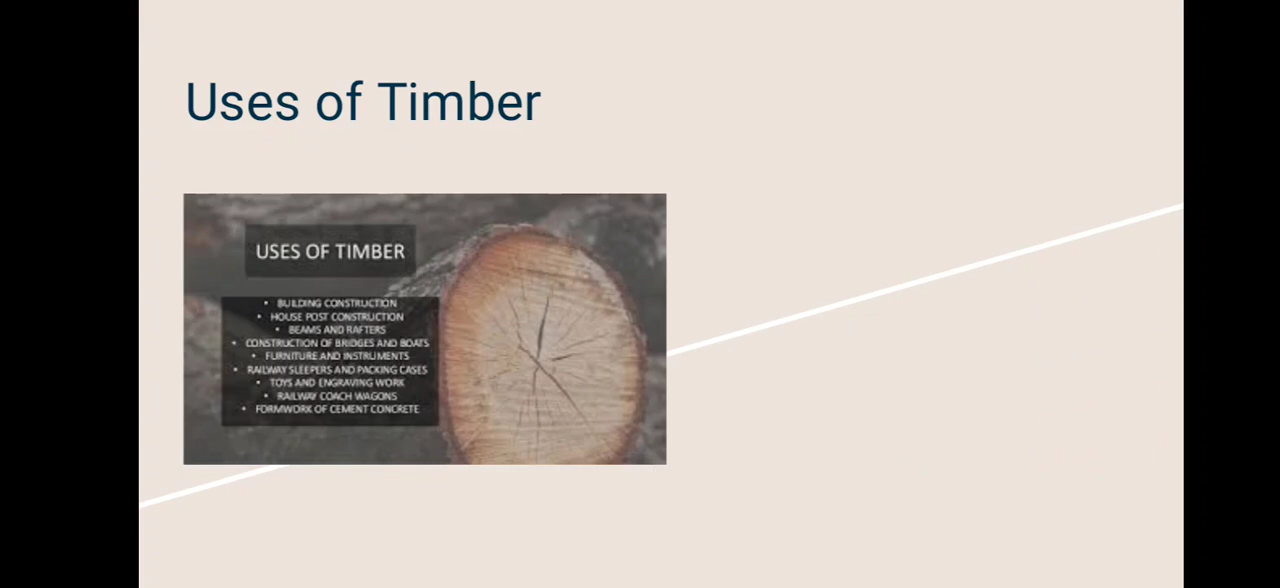 Uses of Timber
USES OF TIMBER
• BUILDING CONSTRUCTION
• HOUSE POST CONSTRUCTION
• BEAMS AND RAFTERS
• CONSTRUCTION OF BRIDGES AND BOATS
• FURNITURE AND INSTRUMENTS
• RAILWAY SLEEPERS AND PACKING CASES
• TOYS AND ENGRAVING WORK
• RAILWAY COACH WAGONS
• FORMWORK OF CEMENT CONCRETE